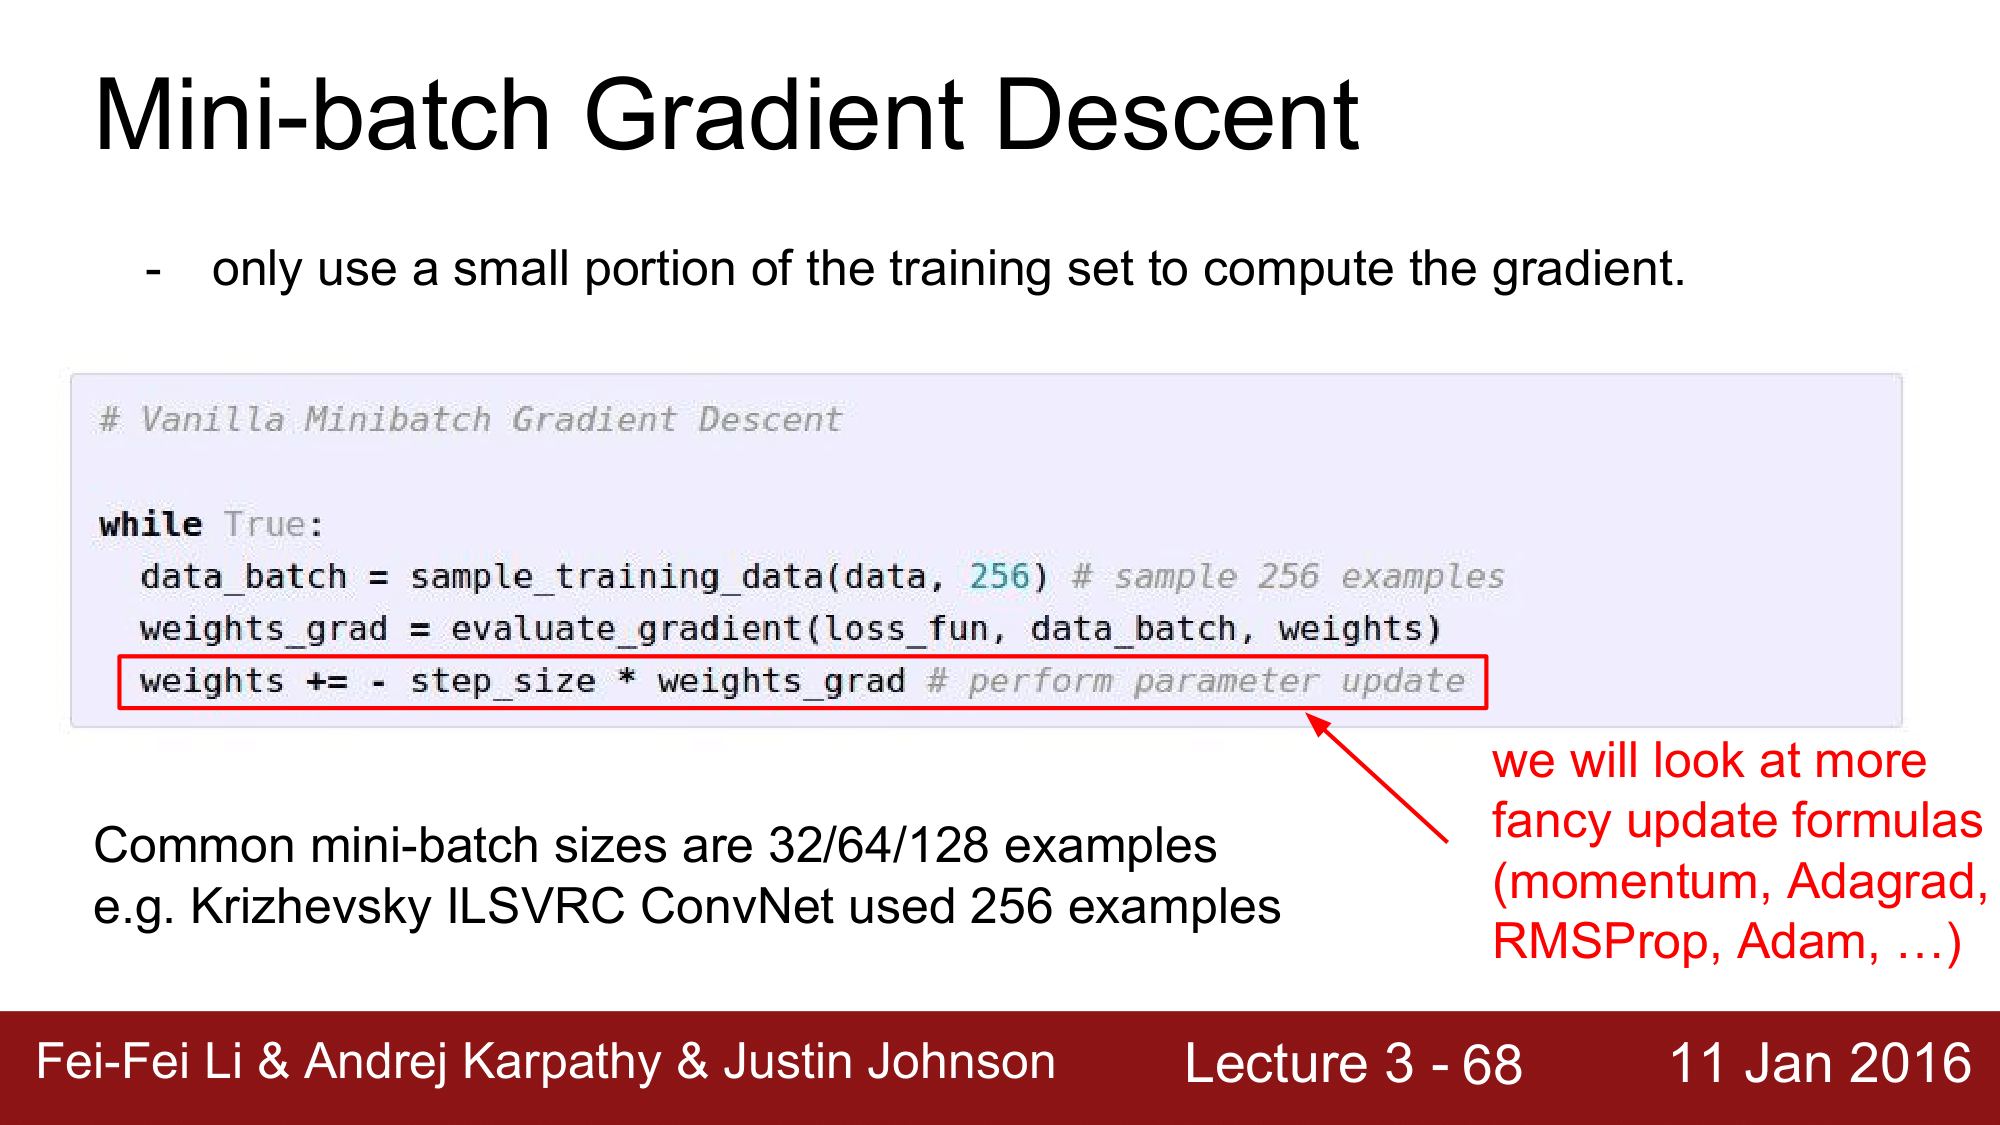 Mini-batch Gradient Descent
- only use a small portion of the training set to compute the gradient.
# Vanilla Minibatch Gradient Descent
while True:
data_batch = sample_training_data(data, 256) # sample 256 examples
weights_grad = evaluate_gradient(loss_fun, data_batch, weights)
weights += - step_size * weights_grad # perform parameter update
we will look at more
fancy update formulas
(momentum, Adagrad,
RMSProp, Adam, …)
Common mini-batch sizes are 32/64/128 examples
e.g. Krizhevsky ILSVRC ConvNet used 256 examples
Fei-Fei Li & Andrej Karpathy & Justin Johnson
Lecture 3 - 68
11 Jan 2016